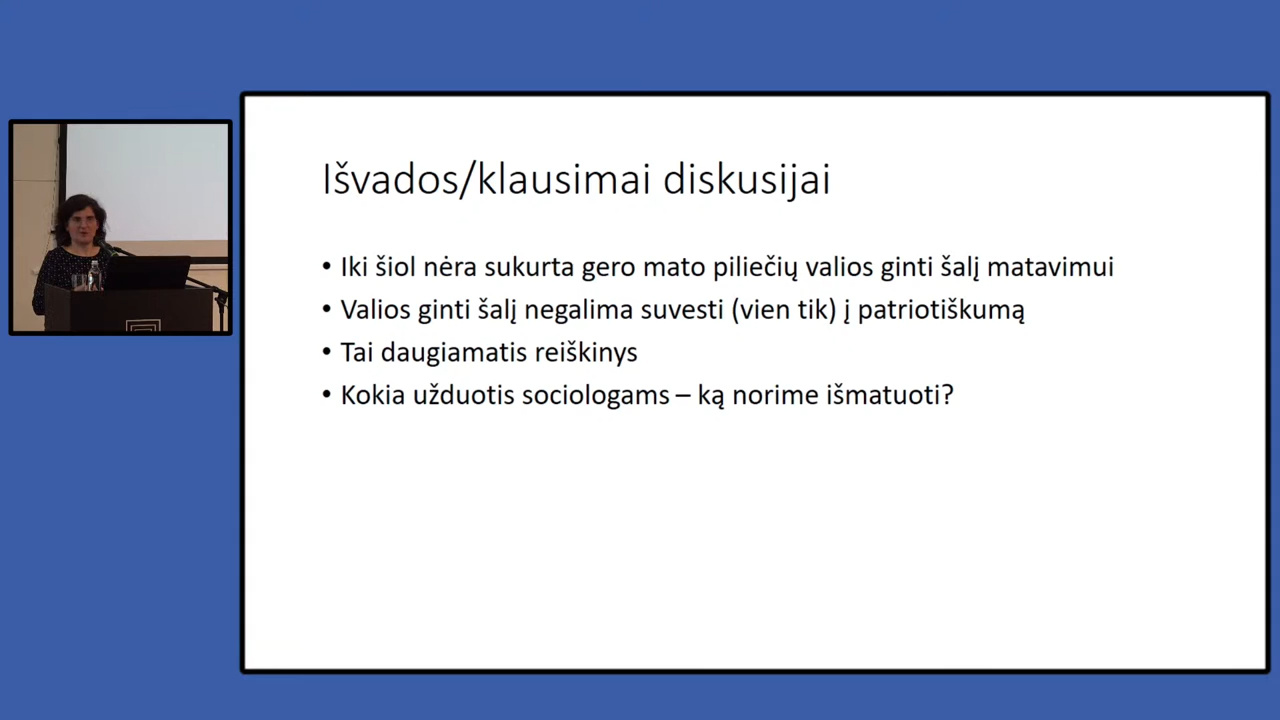 Išvados/klausimai diskusijai
• Iki šiol nėra sukurta gero mato piliečių valios ginti šalį matavimui
• Valios ginti šalį negalima suvesti (vien tik) į patriotiškumą
• Tai daugiamatis reiškinys
• Kokia užduotis sociologams – ką norime išmatuoti?